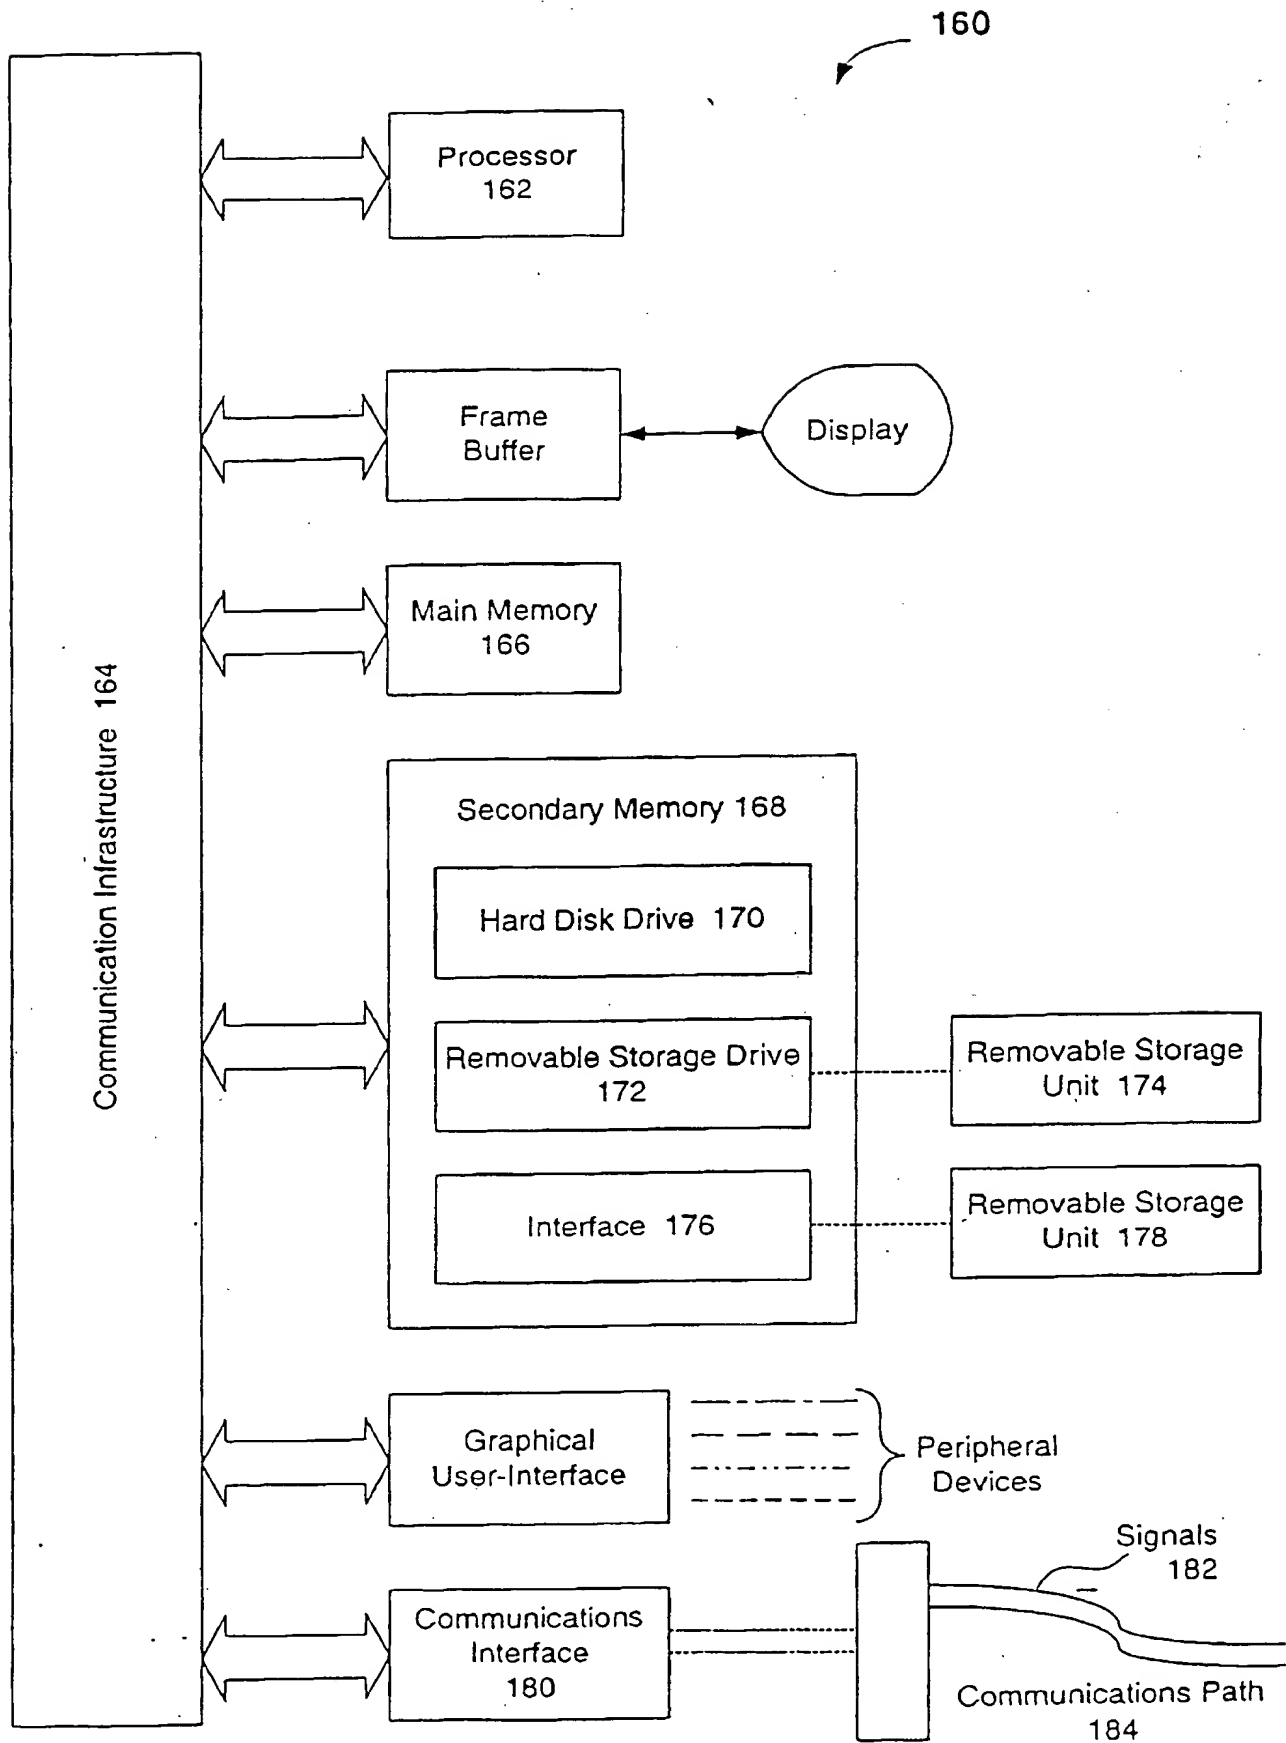 160
Processor
162
Frame
Buffer
Display
Main Memory
166
Communication Infrastructure 164
Secondary Memory 168
Hard Disk Drive 170
Removable Storage Drive
172
Removable Storage
Unit 174
Interface 176
Removable Storage
Unit 178
Graphical
User-Interface
Peripheral
Devices
Signals
182
Communications
Interface
180
Communications Path
184